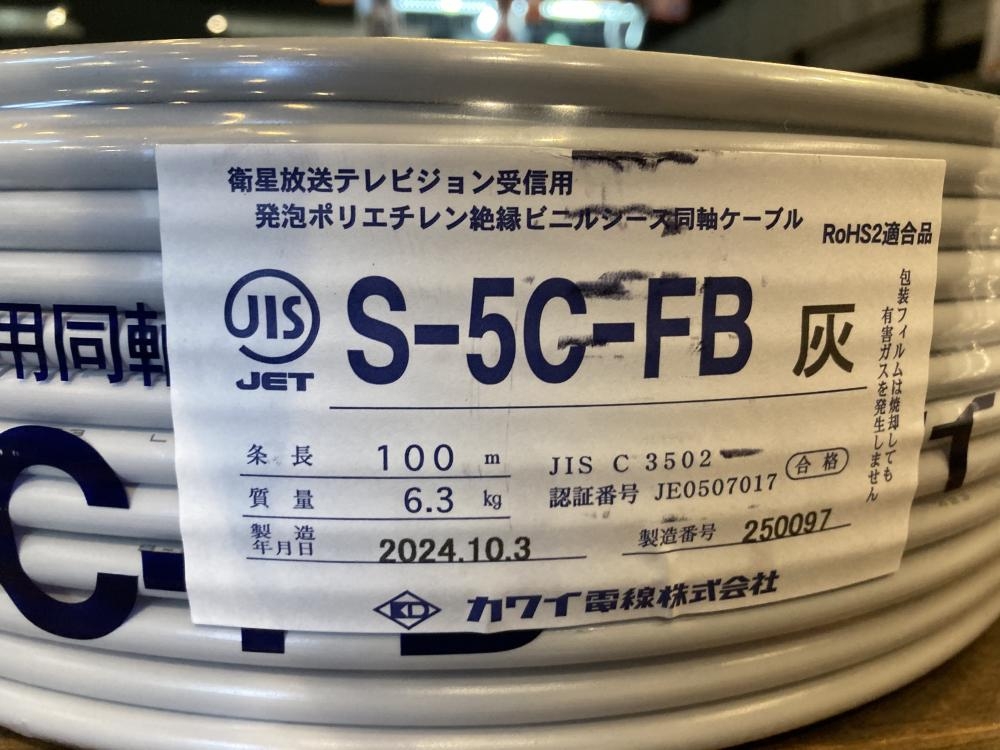 衛星放送テレビジョン受信用
発泡ポリエチレン絶縁ビニルシース同軸ケーブル
RoHS2適合品
JIS
JET
S-5C-FB 灰
包装フィルムは焼却しても
有害ガスを発生しません
条長 100 m
質量 6.3 kg
製造年月日 2024.10.3
JIS C 3502 合格
認証番号 JE0507017
製造番号 250097
KD カワイ電線株式会社
用同軸